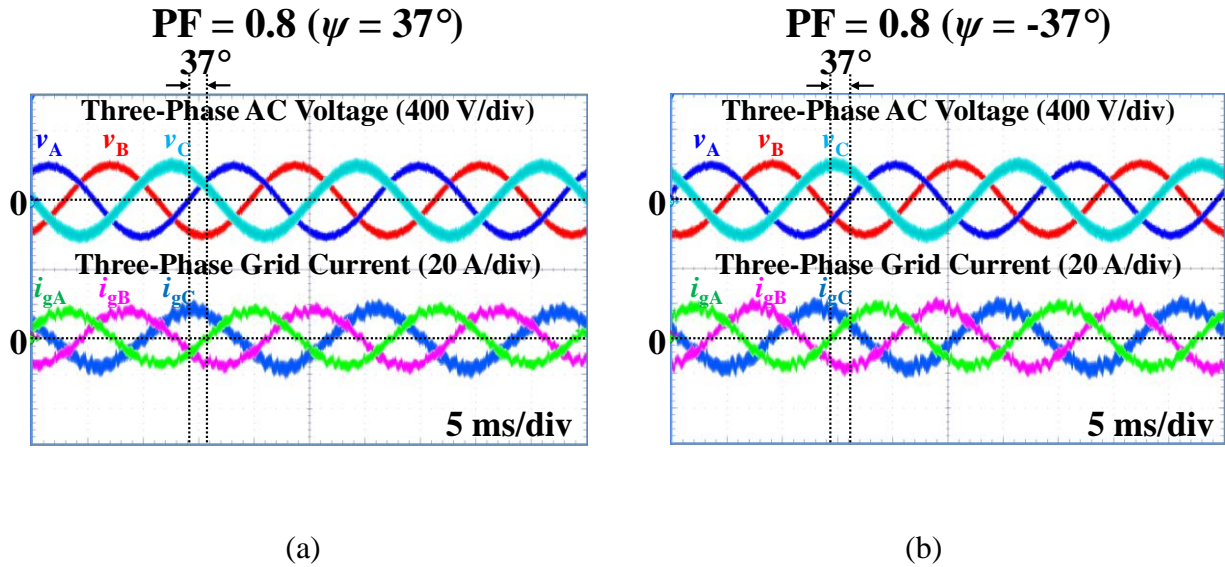 PF = 0.8 (ψ = 37°)
37°
Three-Phase AC Voltage (400 V/div)
vA vB vC
0
Three-Phase Grid Current (20 A/div)
igA igB igC
0
5 ms/div
(a)
PF = 0.8 (ψ = -37°)
37°
Three-Phase AC Voltage (400 V/div)
vA vB vC
0
Three-Phase Grid Current (20 A/div)
igA igB igC
0
5 ms/div
(b)